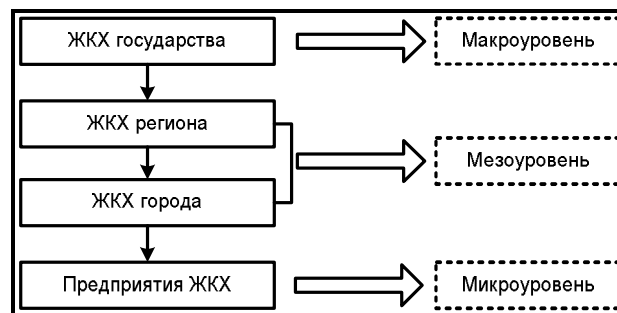 ЖКХ государства
Макроуровень
ЖКХ региона
Мезоуровень
ЖКХ города
Предприятия ЖКХ
Микроуровень